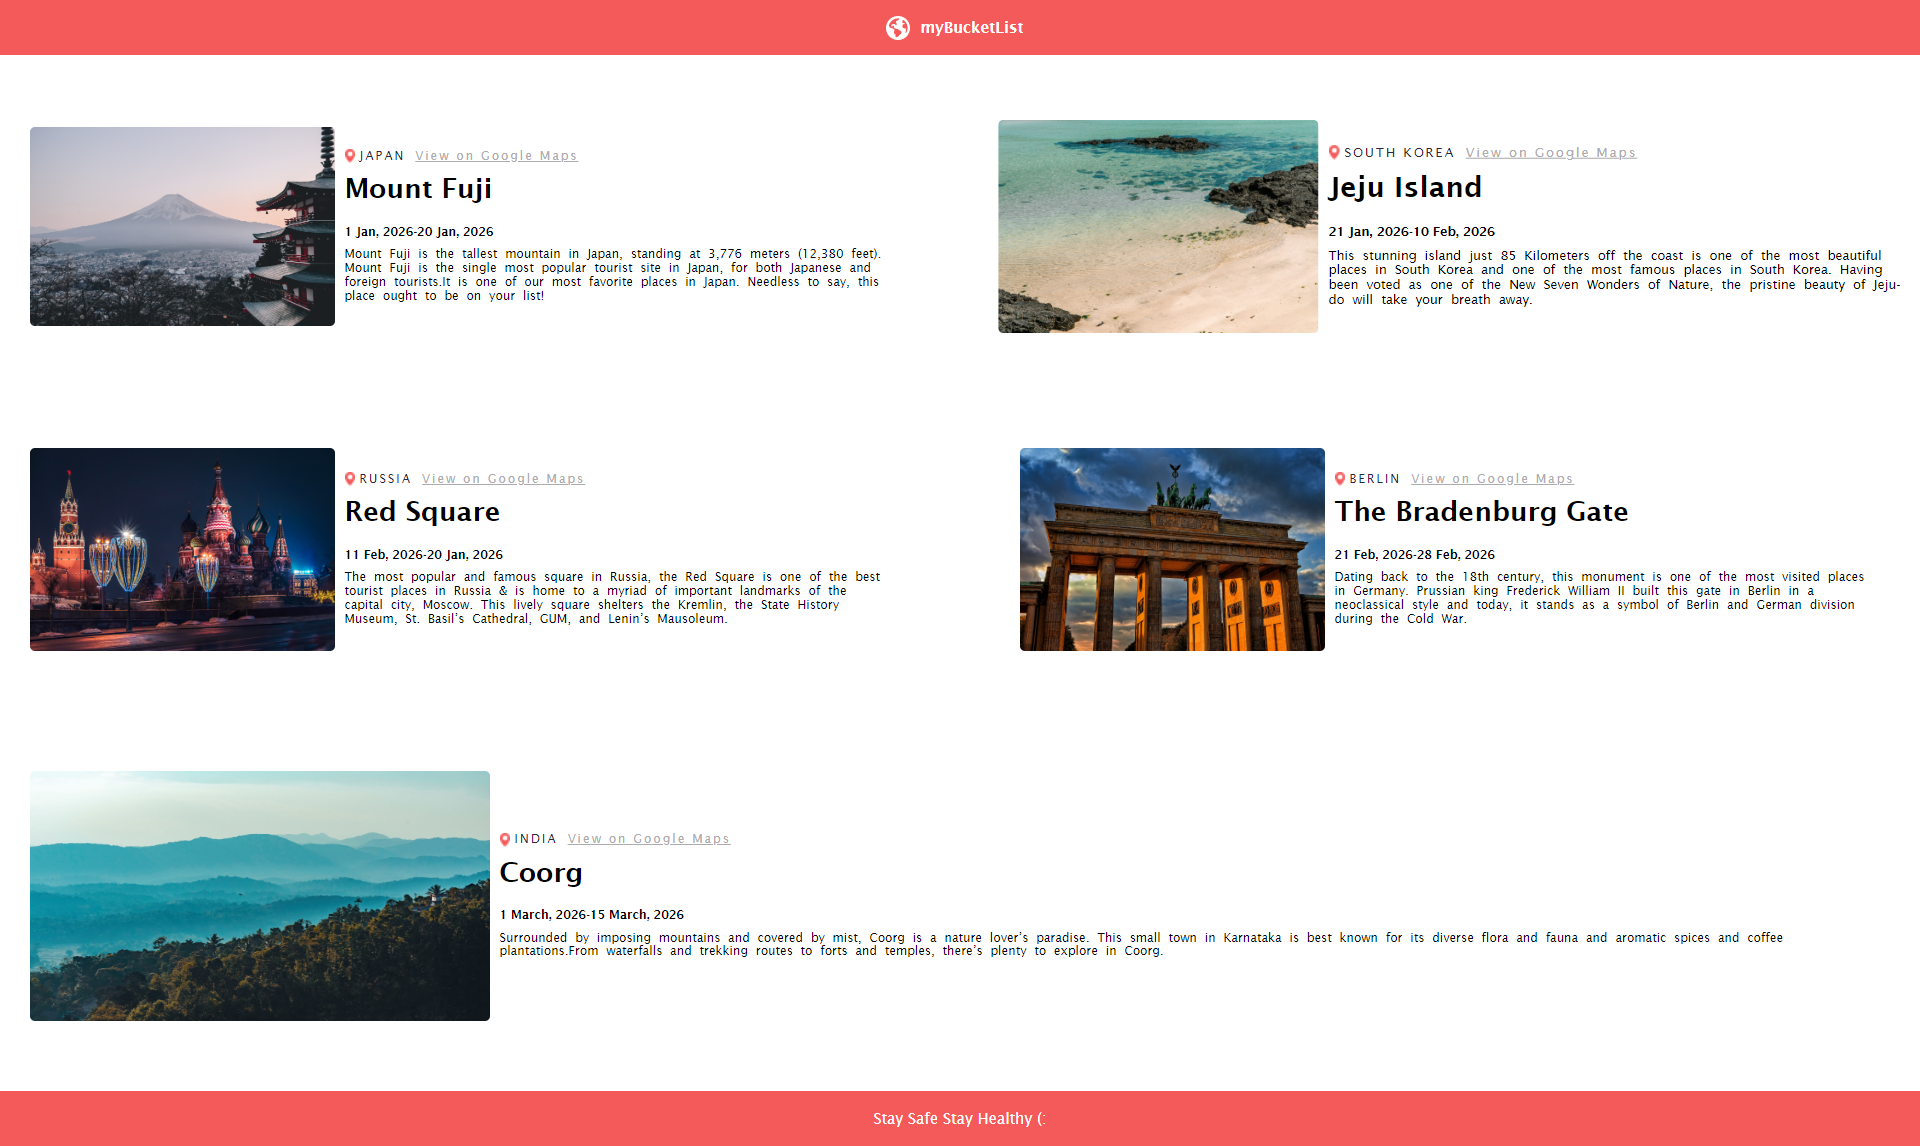 myBucketList
JAPAN View on Google Maps
Mount Fuji
1 Jan, 2026-20 Jan, 2026
Mount Fuji is the tallest mountain in Japan, standing at 3,776 meters (12,380 feet).
Mount Fuji is the single most popular tourist site in Japan, for both Japanese and
foreign tourists.It is one of our most favorite places in Japan. Needless to say, this
place ought to be on your list!
SOUTH KOREA View on Google Maps
Jeju Island
21 Jan, 2026-10 Feb, 2026
This stunning island just 85 Kilometers off the coast is one of the most beautiful
places in South Korea and one of the most famous places in South Korea. Having
been voted as one of the New Seven Wonders of Nature, the pristine beauty of Jeju-
do will take your breath away.
RUSSIA View on Google Maps
Red Square
11 Feb, 2026-20 Jan, 2026
The most popular and famous square in Russia, the Red Square is one of the best
tourist places in Russia & is home to a myriad of important landmarks of the
capital city, Moscow. This lively square shelters the Kremlin, the State History
Museum, St. Basil's Cathedral, GUM, and Lenin's Mausoleum.
BERLIN View on Google Maps
The Bradenburg Gate
21 Feb, 2026-28 Feb, 2026
Dating back to the 18th century, this monument is one of the most visited places
in Germany. Prussian king Frederick William II built this gate in Berlin in a
neoclassical style and today, it stands as a symbol of Berlin and German division
during the Cold War.
INDIA View on Google Maps
Coorg
1 March, 2026-15 March, 2026
Surrounded by imposing mountains and covered by mist, Coorg is a nature lover's paradise. This small town in Karnataka is best known for its diverse flora and fauna and aromatic spices and coffee
plantations.From waterfalls and trekking routes to forts and temples, there's plenty to explore in Coorg.
Stay Safe Stay Healthy (: